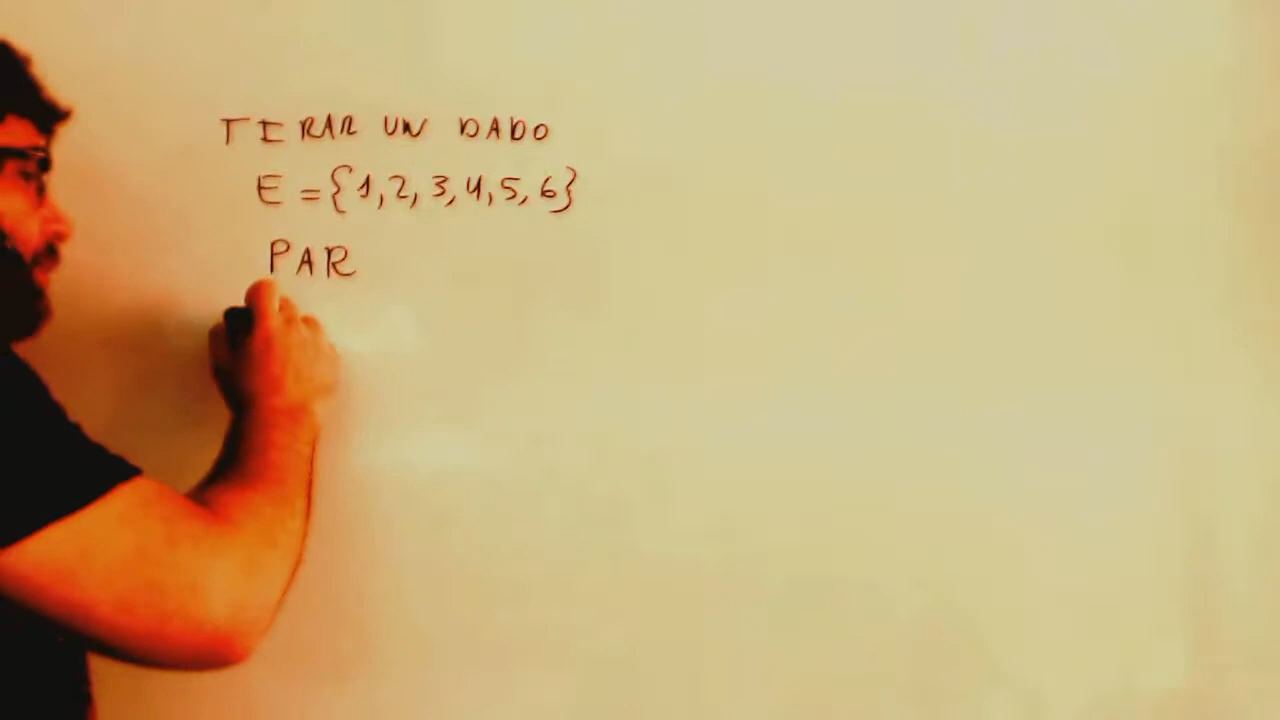 TIRAR UN DADO
E = {1, 2, 3, 4, 5, 6}
PAR